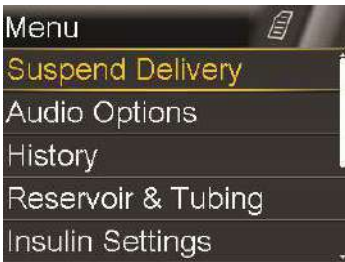 Menu
Suspend Delivery
Audio Options
History
Reservoir & Tubing
Insulin Settings